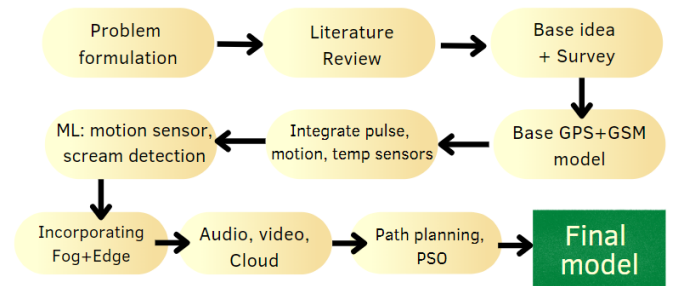 Problem
formulation
Literature
Review
Base idea
+ Survey
Base GPS+GSM
model
Integrate pulse,
motion, temp sensors
ML: motion sensor,
scream detection
Incorporating
Fog+Edge
Audio, video,
Cloud
Path planning,
PSO
Final
model